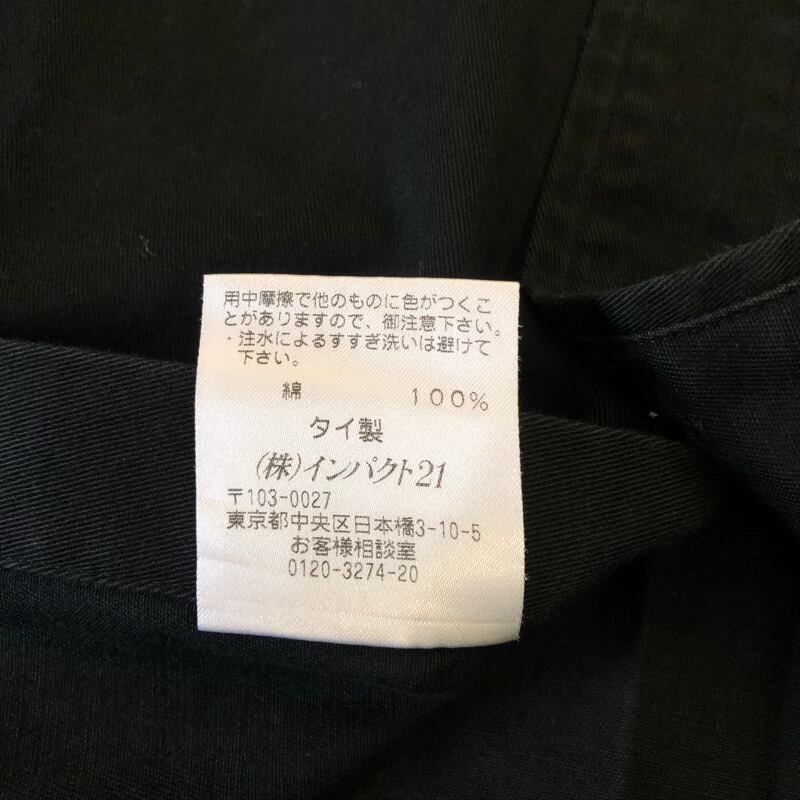 用中摩擦で他のものに色がつくこ
とがありますので、御注意下さい。
・注水によるすすぎ洗いは避けて
下さい。
綿 100%
タイ製
(株)インパクト21
〒103-0027
東京都中央区日本橋3-10-5
お客様相談室
0120-3274-20